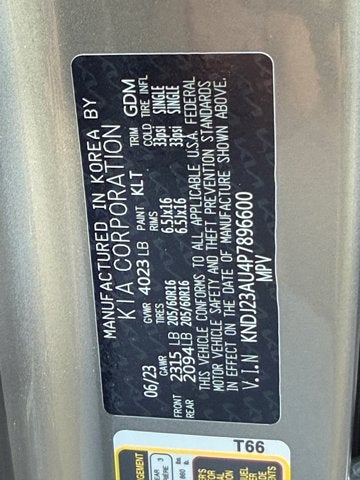 MANUFACTURED IN KOREA BY
KIA CORPORATION
06/23 GVWR 4023 LB PAINT KLT TRIM GDM
GAWR TIRES RIMS COLD TIRE INFL
FRONT 2315 LB 205/60R16 6.5Jx16 33psi SINGLE
REAR 2094LB 205/60R16 6.5Jx16 33psi SINGLE
THIS VEHICLE CONFORMS TO ALL APPLICABLE U.S.A. FEDERAL
MOTOR VEHICLE SAFETY AND THEFT PREVENTION STANDARDS
IN EFFECT ON THE DATE OF MANUFACTURE SHOWN ABOVE.
V.I.N KNDJ23AU4P7896600
MPV
T66